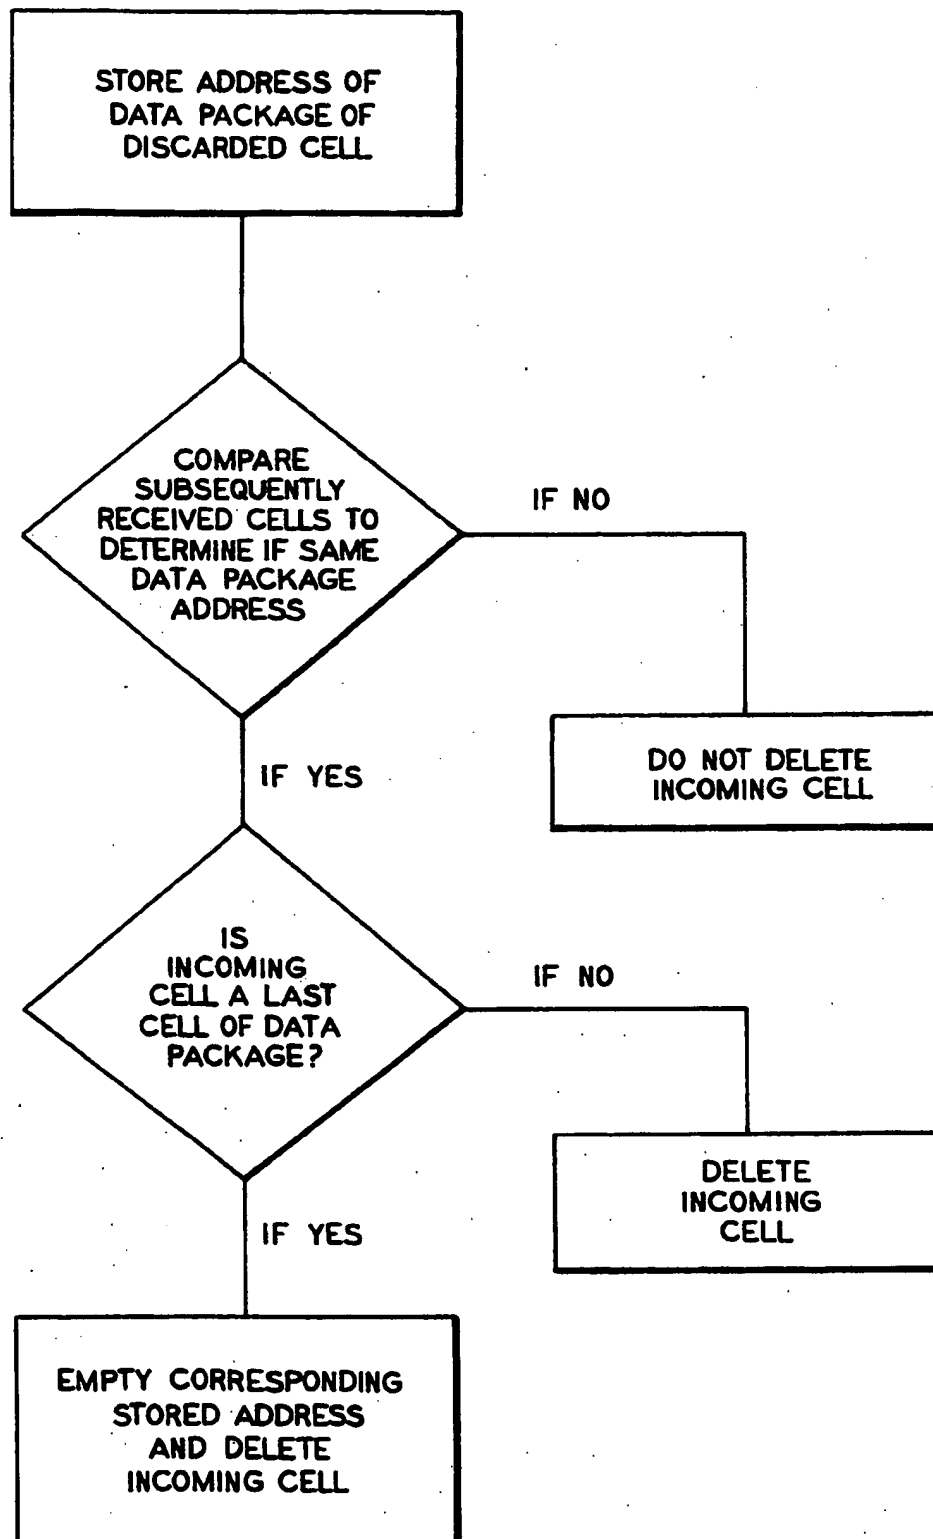 STORE ADDRESS OF
DATA PACKAGE OF
DISCARDED CELL
COMPARE
SUBSEQUENTLY
RECEIVED CELLS TO
DETERMINE IF SAME
DATA PACKAGE
ADDRESS
IF NO
DO NOT DELETE
INCOMING CELL
IF YES
IS
INCOMING
CELL A LAST
CELL OF DATA
PACKAGE?
IF NO
DELETE
INCOMING
CELL
IF YES
EMPTY CORRESPONDING
STORED ADDRESS
AND DELETE
INCOMING CELL